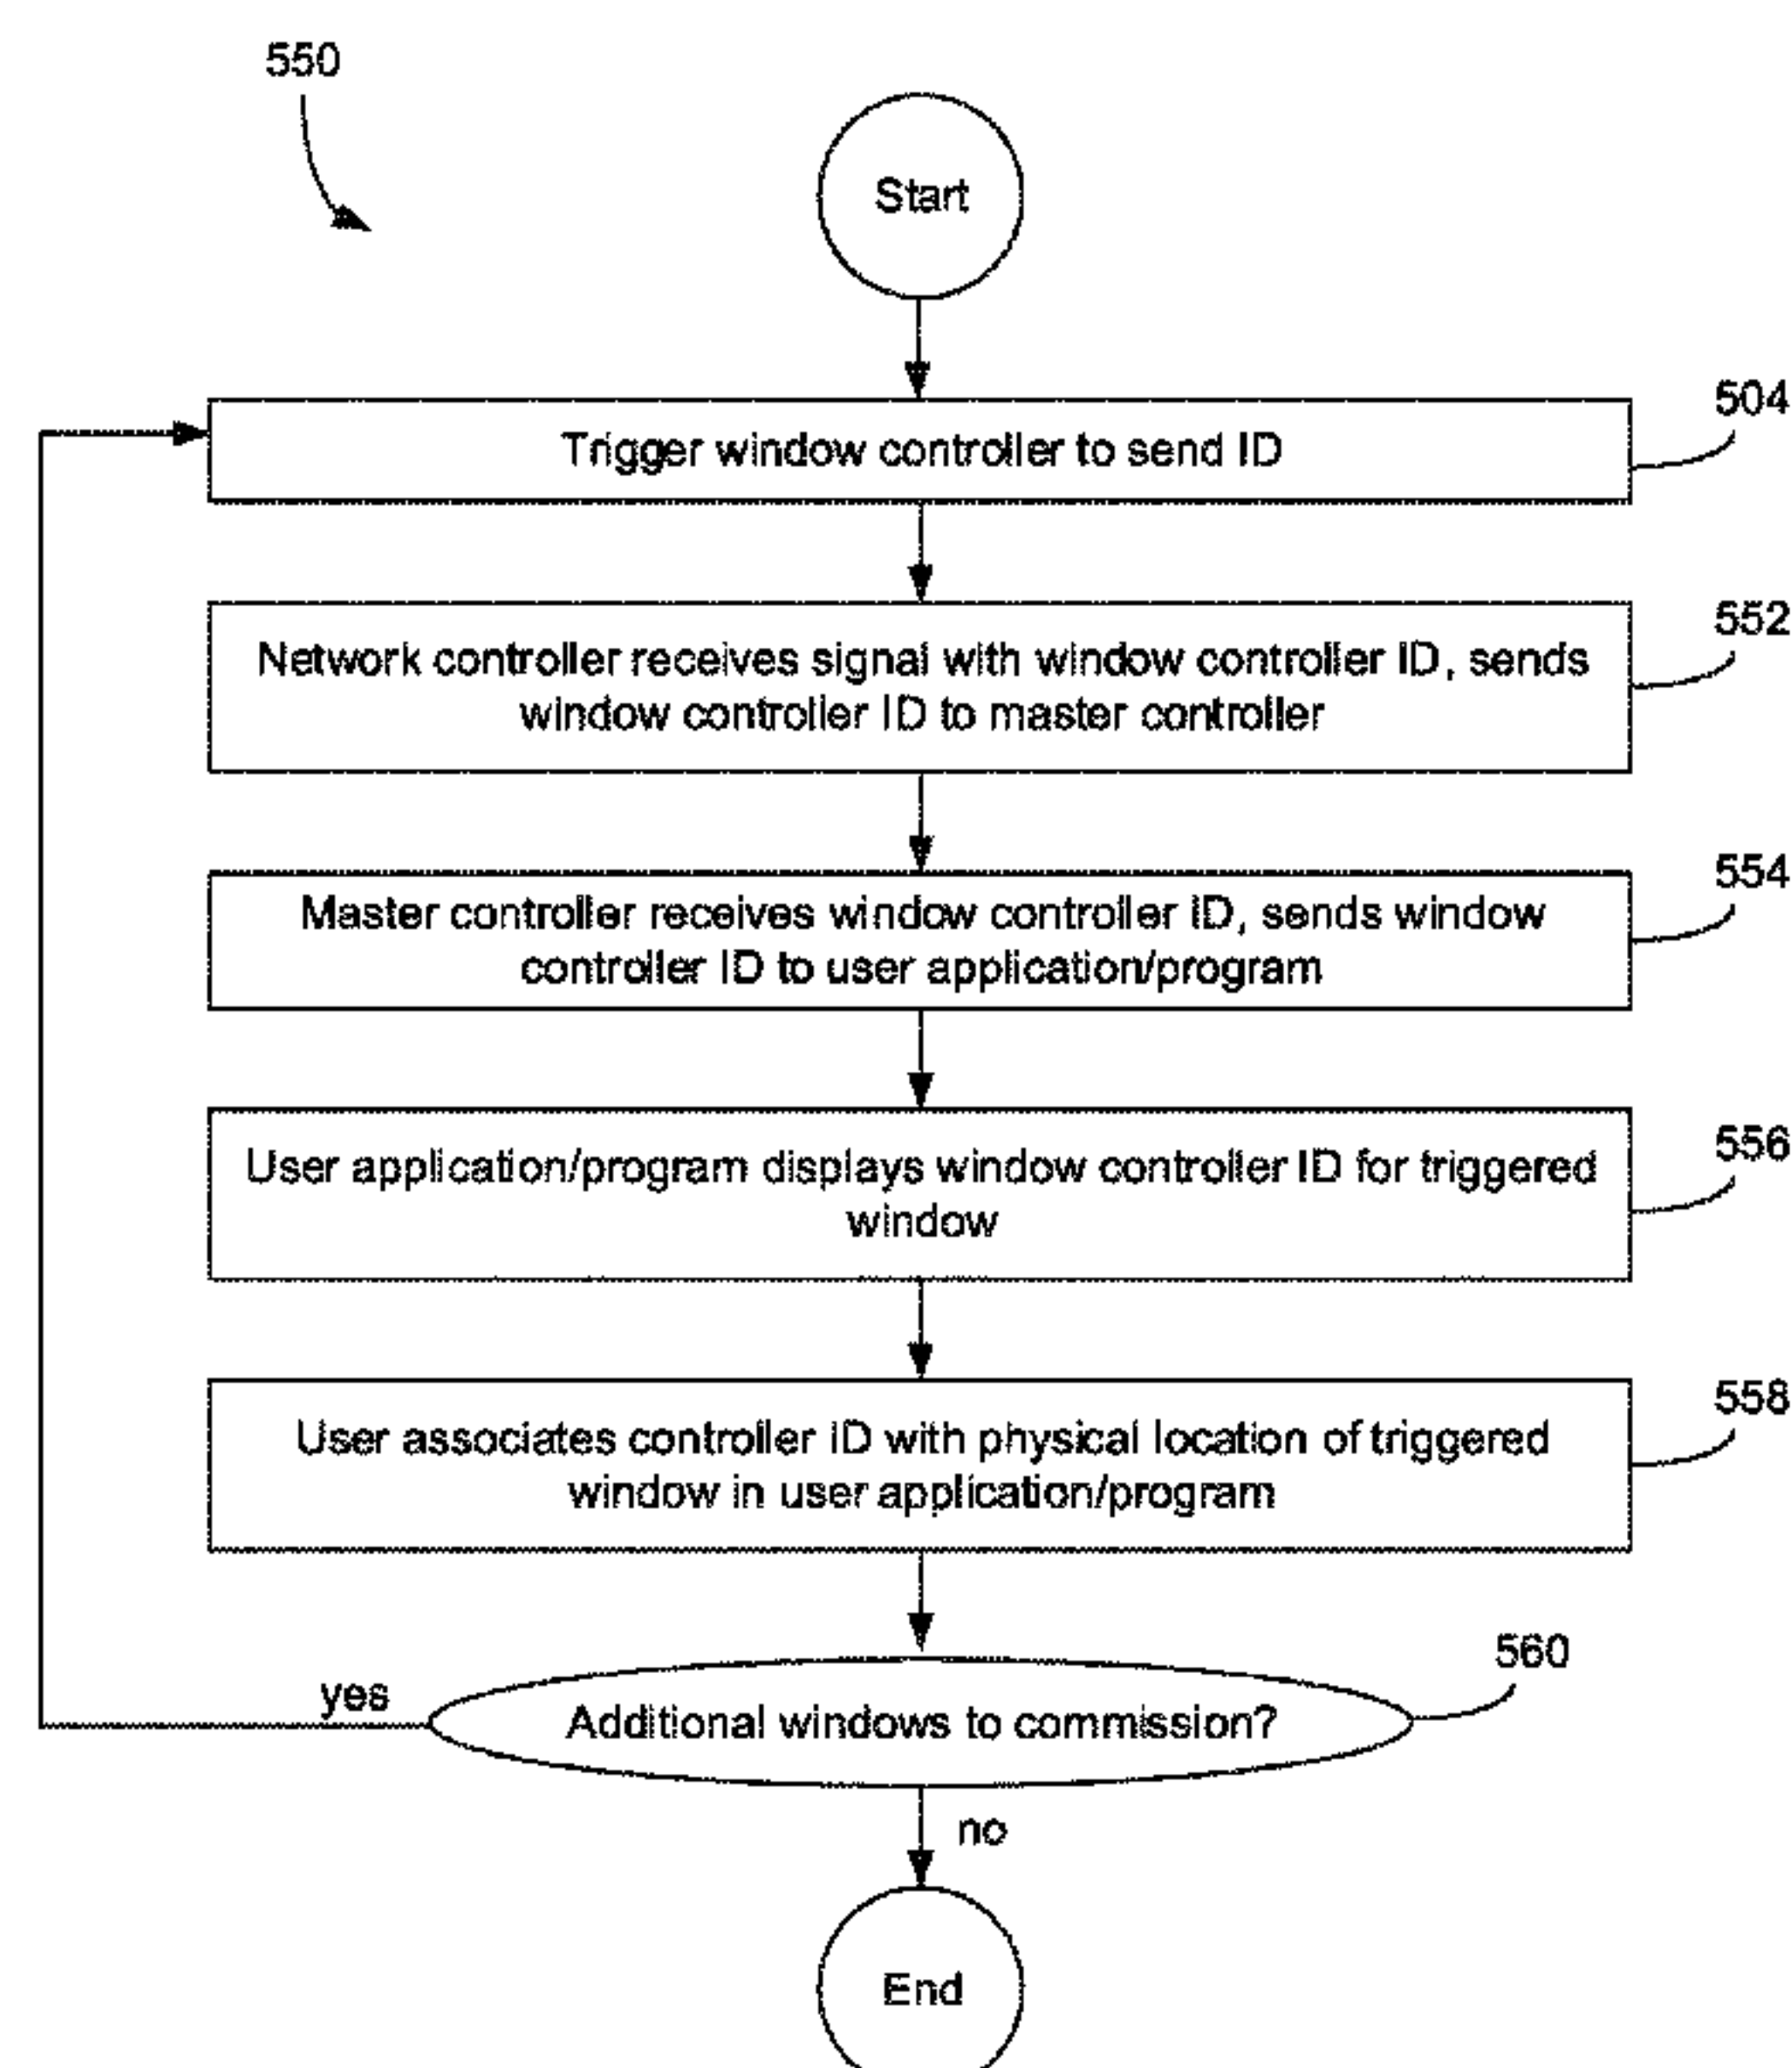 550
Start
504
Trigger window controller to send ID
552
Network controller receives signal with window controller ID, sends
window controller ID to master controller
554
Master controller receives window controller ID, sends window
controller ID to user application/program
556
User application/program displays window controller ID for triggered
window
558
User associates controller ID with physical location of triggered
window in user application/program
560
yes
Additional windows to commission?
no
End